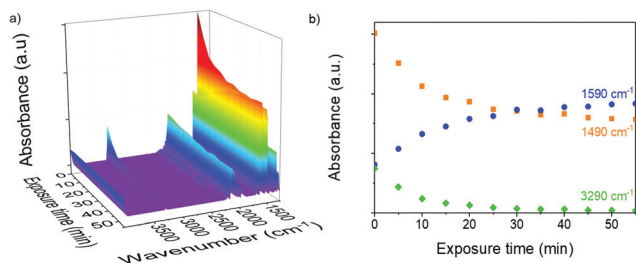 a)
Absorbance (a.u)
0
10
20
30
40
50
Exposure time (min)
3500
3000
2500
2000
1500
Wavenumber (cm⁻¹)
b)
Absorbance (a.u.)
1590 cm⁻¹
1490 cm⁻¹
3290 cm⁻¹
0
10
20
30
40
50
Exposure time (min)